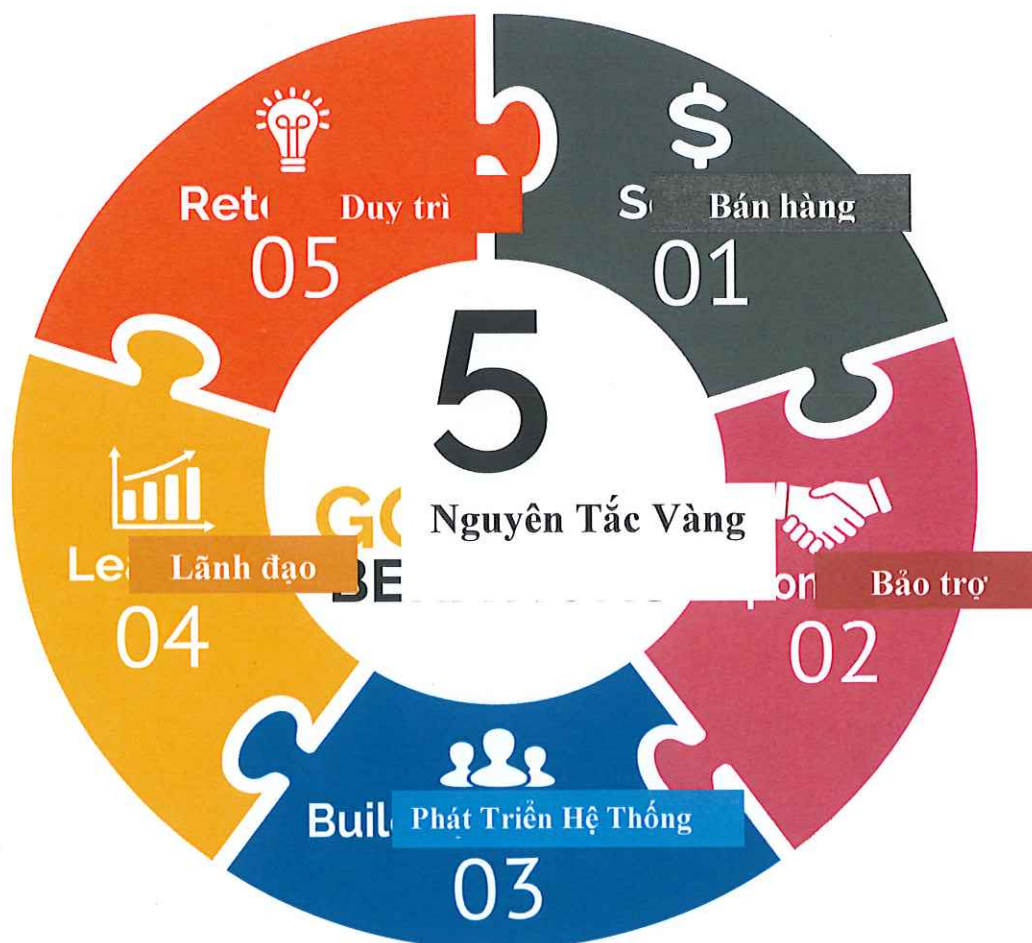 $
Bán hàng
01
Bảo trợ
02
Phát Triển Hệ Thống
03
Lãnh đạo
04
Duy trì
05
5
Nguyên Tắc Vàng